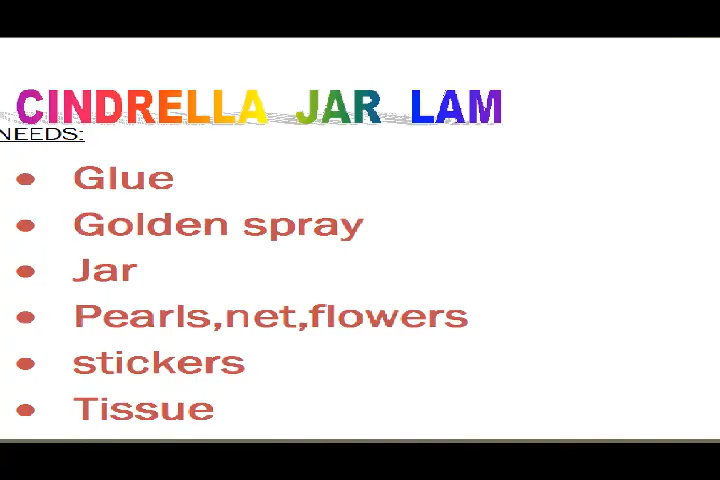 CINDRELLA JAR LAM
NEEDS:
Glue
Golden spray
Jar
Pearls,net,flowers
stickers
Tissue